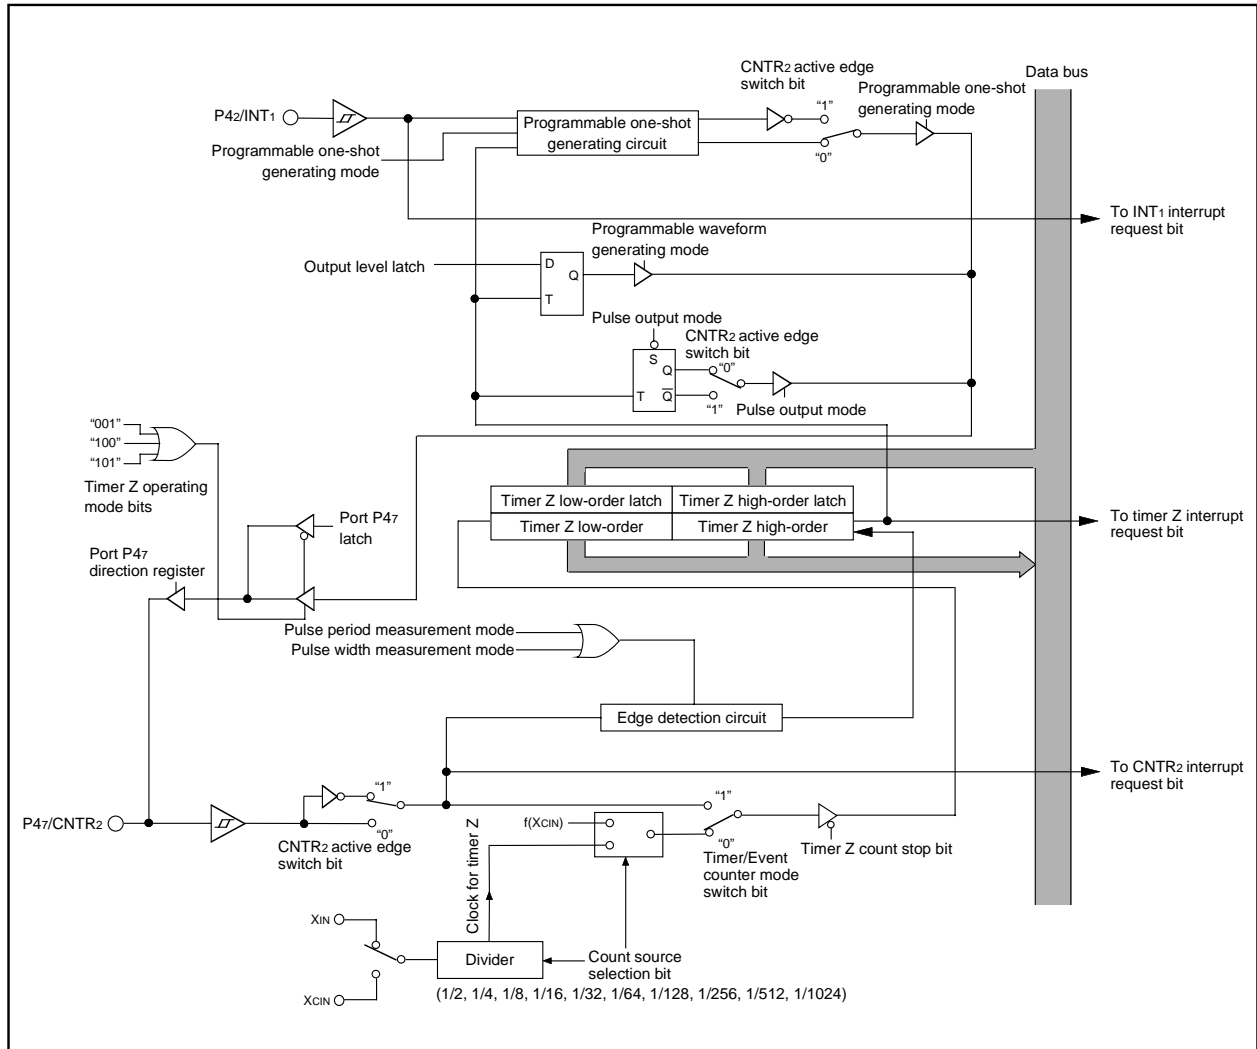 CNTR2 active edge
switch bit
Data bus
Programmable one-shot
generating mode
P42/INT1
"1"
"0"
Programmable one-shot
generating circuit
Programmable one-shot
generating mode
To INT1 interrupt
request bit
Programmable waveform
generating mode
Output level latch
D
Q
T
Pulse output mode
CNTR2 active edge
switch bit
S
Q
"0"
T
Q
"1"
Pulse output mode
"001"
"100"
"101"
Timer Z operating
mode bits
Timer Z low-order latch
Timer Z high-order latch
Timer Z low-order
Timer Z high-order
To timer Z interrupt
request bit
Port P47
latch
Port P47
direction register
Pulse period measurement mode
Pulse width measurement mode
Edge detection circuit
To CNTR2 interrupt
request bit
P47/CNTR2
"1"
"0"
CNTR2 active edge
switch bit
Clock for timer Z
f(XCIN)
"1"
"0"
Timer/Event
counter mode
switch bit
Timer Z count stop bit
XIN
XCIN
Divider
Count source
selection bit
(1/2, 1/4, 1/8, 1/16, 1/32, 1/64, 1/128, 1/256, 1/512, 1/1024)